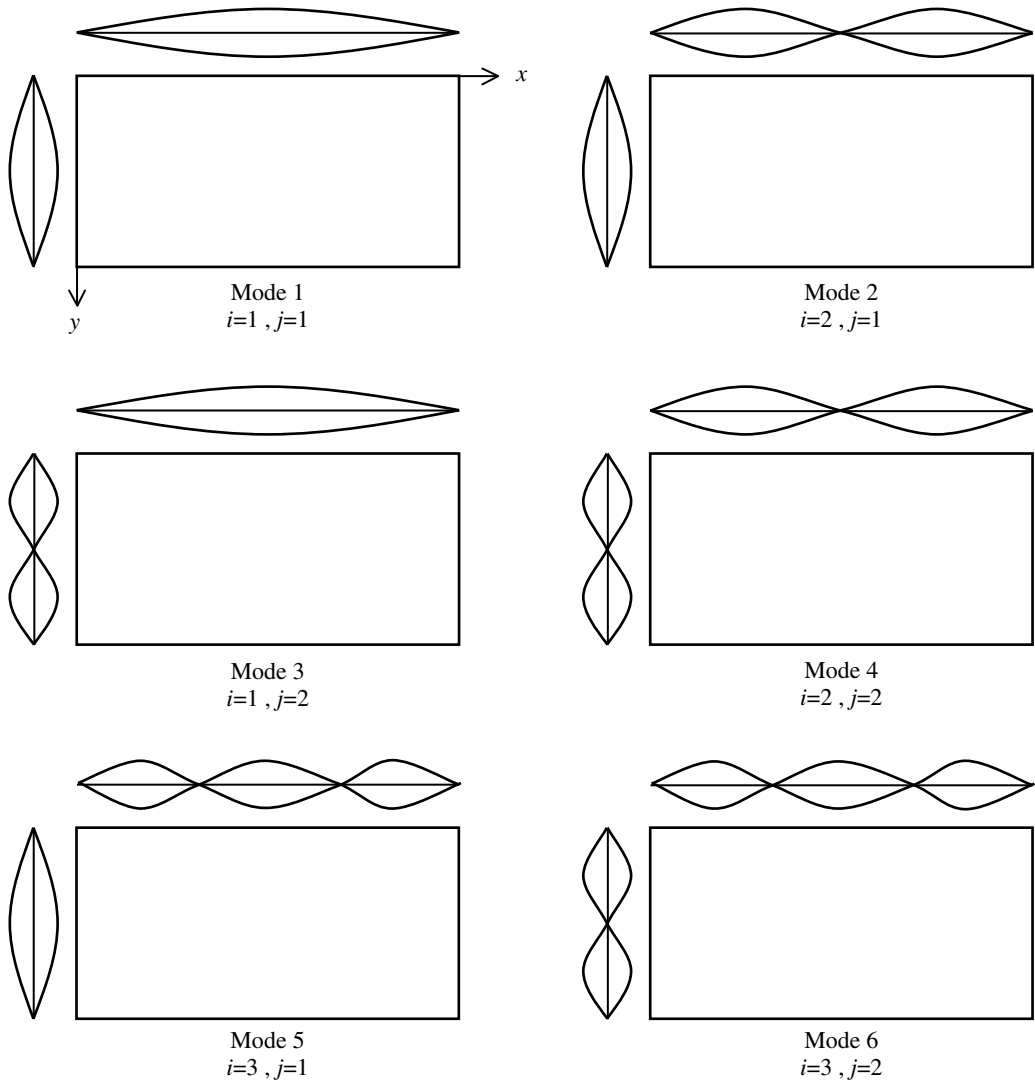 x
y
Mode 1
i=1 , j=1
Mode 2
i=2 , j=1
Mode 3
i=1 , j=2
Mode 4
i=2 , j=2
Mode 5
i=3 , j=1
Mode 6
i=3 , j=2